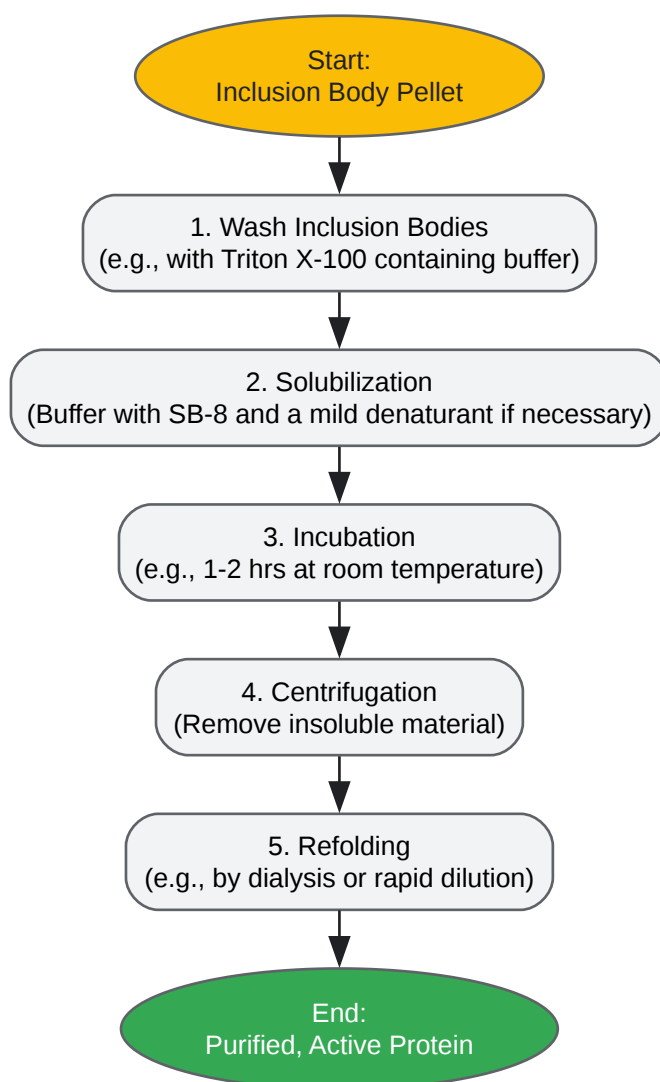 Start:
Inclusion Body Pellet
1. Wash Inclusion Bodies
(e.g., with Triton X-100 containing buffer)
2. Solubilization
(Buffer with SB-8 and a mild denaturant if necessary)
3. Incubation
(e.g., 1-2 hrs at room temperature)
4. Centrifugation
(Remove insoluble material)
5. Refolding
(e.g., by dialysis or rapid dilution)
End:
Purified, Active Protein